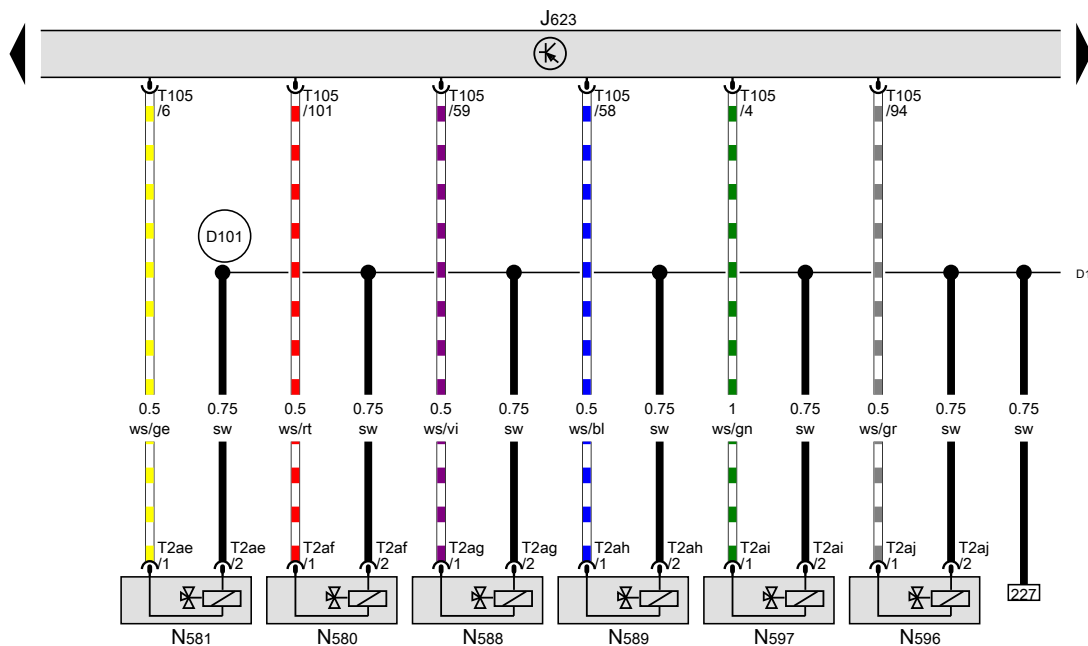 J623
T105 T105 T105 T105 T105 T105
/6 /101 /59 /58 /4 /94
D101
D1
0.5 0.75 0.5 0.75 0.5 0.75 0.5 0.75 1 0.75 0.5 0.75 0.75
ws/ge sw ws/rt sw ws/vi sw ws/bl sw ws/gn sw ws/gr sw sw
T2ae T2ae T2af T2af T2ag T2ag T2ah T2ah T2ai T2ai T2aj T2aj
/1 /2 /1 /2 /1 /2 /1 /2 /1 /2 /1 /2
227
N581 N580 N588 N589 N597 N596